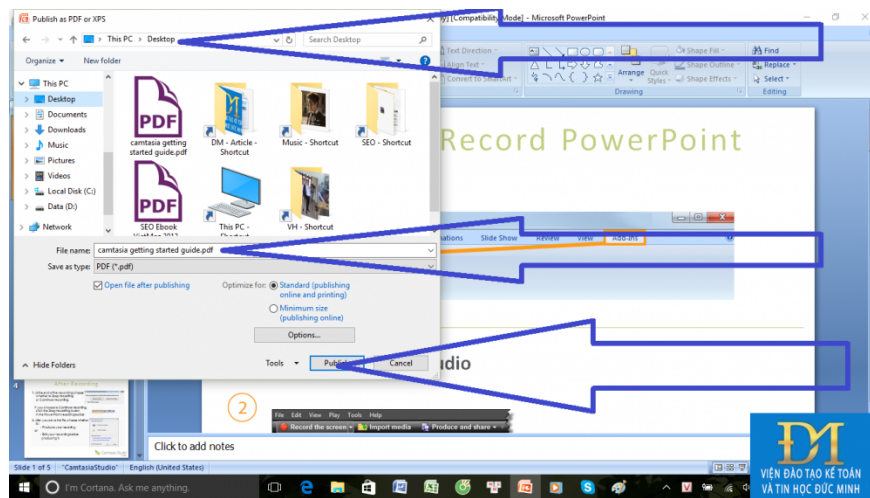 Publish as PDF or XPS
[Compatibility Mode] - Microsoft PowerPoint
This PC > Desktop
Search Desktop
Organize
New folder
Text Direction
Align Text
Convert to SmartArt
Arrange
Quick Styles
Shape Fill
Shape Outline
Shape Effects
Find
Replace
Select
Drawing
Editing
This PC
Desktop
Documents
Downloads
Music
Pictures
Videos
Local Disk (C:)
Data (D:)
Network
PDF
camtasia getting
started guide.pdf
DM - Article -
Shortcut
Music - Shortcut
SEO - Shortcut
PDF
SEO Ebook
This PC -
VH - Shortcut
Record PowerPoint
Slide Show
Review
View
Add-Ins
File name:
camtasia getting started guide.pdf
Save as type:
PDF (*.pdf)
Open file after publishing
Optimize for:
Standard (publishing
online and printing)
Minimum size
(publishing online)
Options...
Hide Folders
Tools
Cancel
4
After Recording
2
File Edit View Play Tools Help
Record the screen
Import media
Produce and share
Click to add notes
Slide 1 of 5
"CamtasiaStudio"
English (United States)
I'm Cortana. Ask me anything.
ĐM
VIỆN ĐÀO TẠO KẾ TOÁN
VÀ TIN HỌC ĐỨC MINH